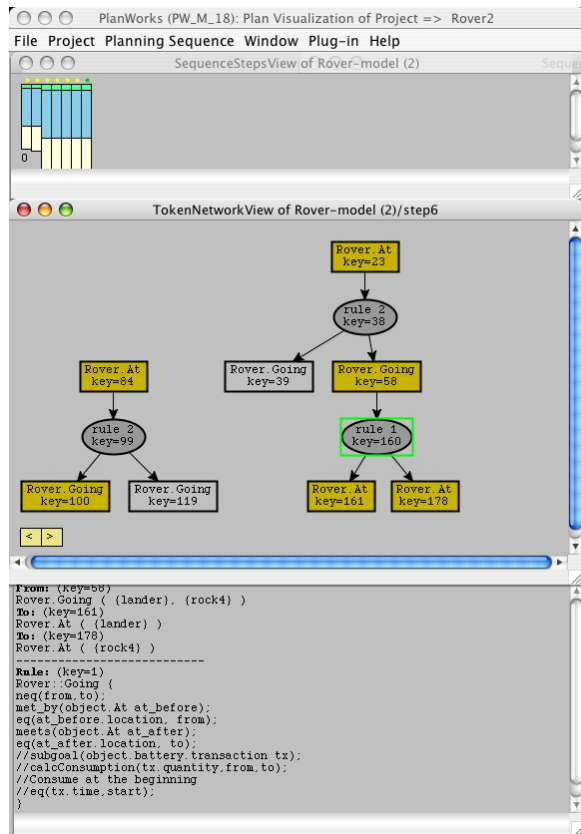 PlanWorks (PW_M_18): Plan Visualization of Project => Rover2
File Project Planning Sequence Window Plug-in Help
SequenceStepsView of Rover-model (2)
0
TokenNetworkView of Rover-model (2)/step6
Rover.At
key=23
rule 2
key=38
Rover.At
key=84
Rover.Going
key=39
Rover.Going
key=58
rule 2
key=99
rule 1
key=160
Rover.Going
key=100
Rover.Going
key=119
Rover.At
key=161
Rover.At
key=178
< >
From: (key=58)
Rover.Going ( {lander}, {rock4} )
To: (key=161)
Rover.At ( {lander} )
To: (key=178)
Rover.At ( {rock4} )
---------------------------
Rule: (key=1)
Rover::Going {
neq(from,to);
met_by(object.At at_before);
eq(at_before.location, from);
meets(object.At at_after);
eq(at_after.location, to);
//subgoal(object.battery.transaction tx);
//calcConsumption(tx.quantity,from,to);
//Consume at the beginning
//eq(tx.time,start);
}